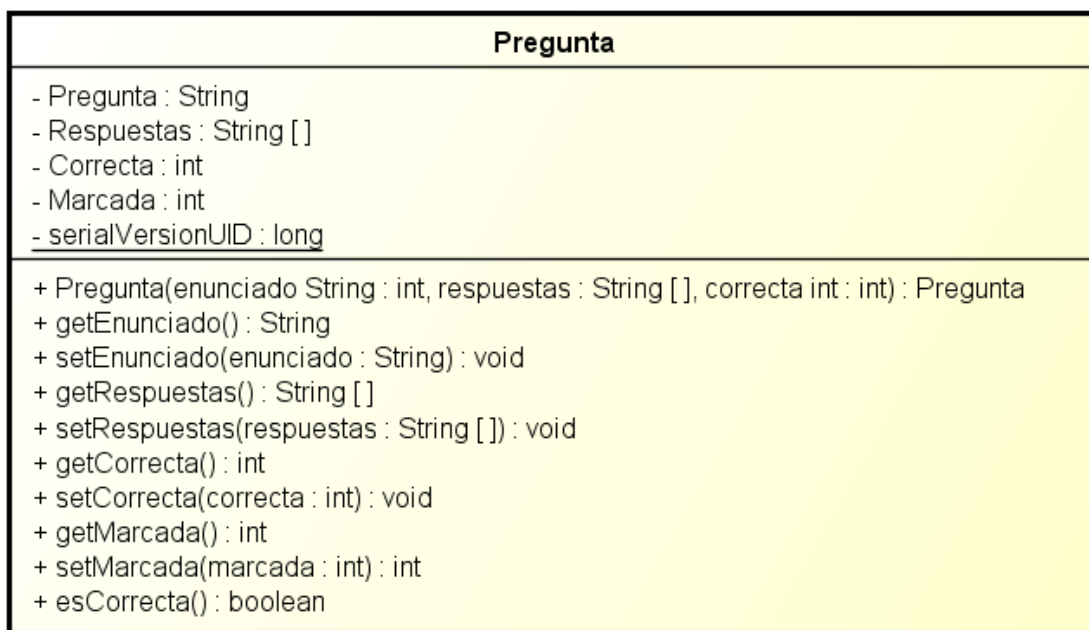 Pregunta
- Pregunta : String
- Respuestas : String [ ]
- Correcta : int
- Marcada : int
- serialVersionUID : long
+ Pregunta(enunciado String : int, respuestas : String [ ], correcta int : int) : Pregunta
+ getEnunciado() : String
+ setEnunciado(enunciado : String) : void
+ getRespuestas() : String [ ]
+ setRespuestas(respuestas : String [ ]) : void
+ getCorrecta() : int
+ setCorrecta(correcta : int) : void
+ getMarcada() : int
+ setMarcada(marcada : int) : int
+ esCorrecta() : boolean